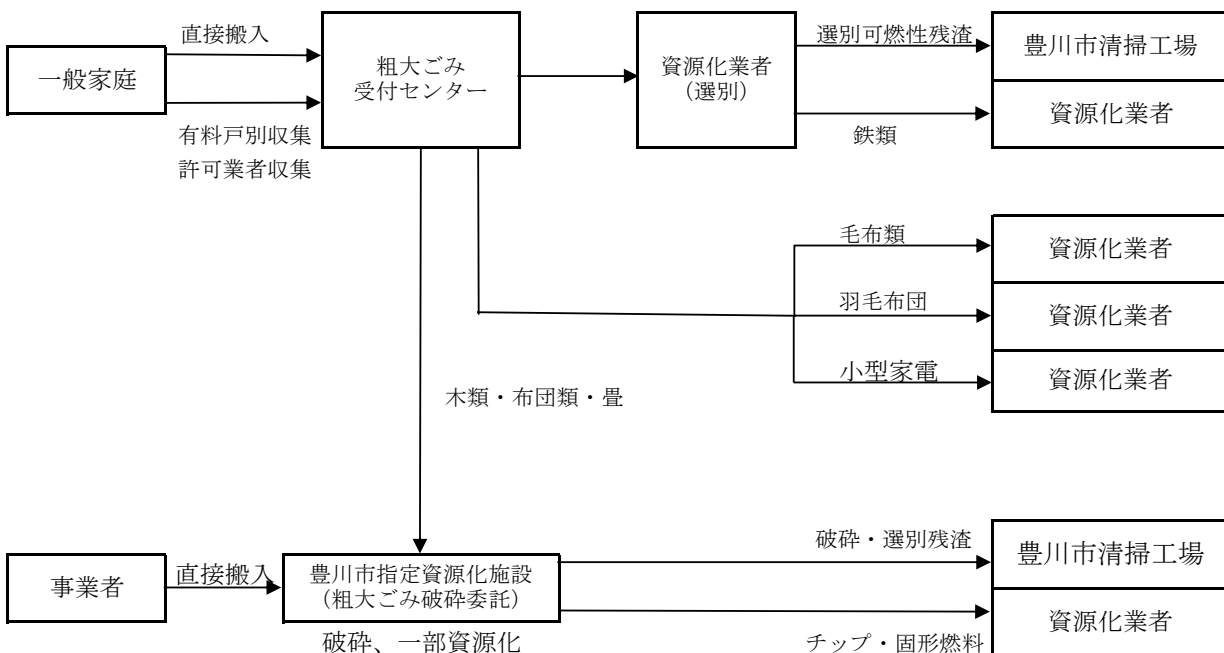 直接搬入
一般家庭
有料戸別収集
許可業者収集
粗大ごみ
受付センター
資源化業者
（選別）
選別可燃性残渣
豊川市清掃工場
鉄類
資源化業者
毛布類
資源化業者
羽毛布団
資源化業者
小型家電
資源化業者
木類・布団類・畳
事業者
直接搬入
豊川市指定資源化施設
（粗大ごみ破砕委託）
破砕、一部資源化
破砕・選別残渣
豊川市清掃工場
チップ・固形燃料
資源化業者